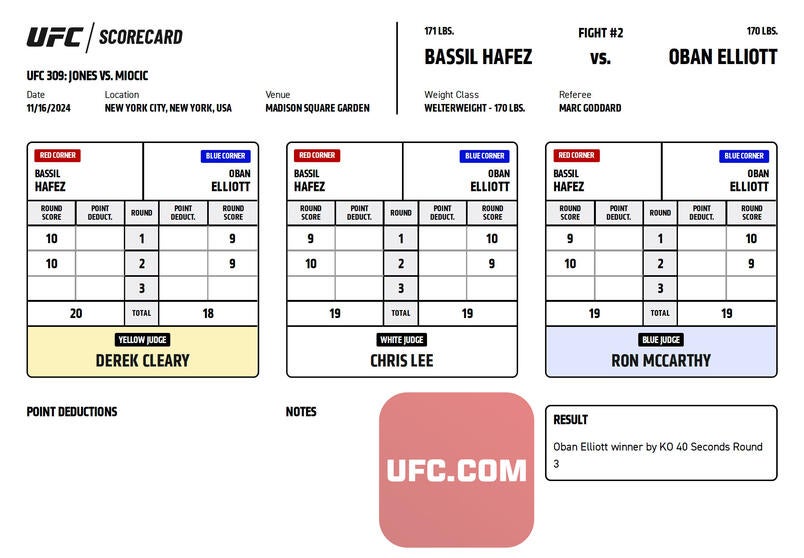 UFC SCORECARD
UFC 309: JONES VS. MIOCIC
Date Location Venue
11/16/2024 NEW YORK CITY, NEW YORK, USA MADISON SQUARE GARDEN
171 LBS. FIGHT #2 170 LBS.
BASSIL HAFEZ VS. OBAN ELLIOTT
Weight Class Referee
WELTERWEIGHT - 170 LBS. MARC GODDARD
RED CORNER BLUE CORNER
BASSIL HAFEZ OBAN ELLIOTT
ROUND SCORE POINT DEDUCT. ROUND POINT DEDUCT. ROUND SCORE
10 1 9
10 2 9
3
20 TOTAL 18
YELLOW JUDGE
DEREK CLEARY
RED CORNER BLUE CORNER
BASSIL HAFEZ OBAN ELLIOTT
ROUND SCORE POINT DEDUCT. ROUND POINT DEDUCT. ROUND SCORE
9 1 10
10 2 9
3
19 TOTAL 19
WHITE JUDGE
CHRIS LEE
RED CORNER BLUE CORNER
BASSIL HAFEZ OBAN ELLIOTT
ROUND SCORE POINT DEDUCT. ROUND POINT DEDUCT. ROUND SCORE
9 1 10
10 2 9
3
19 TOTAL 19
BLUE JUDGE
RON MCCARTHY
POINT DEDUCTIONS
NOTES
UFC.COM
RESULT
Oban Elliott winner by KO 40 Seconds Round
3